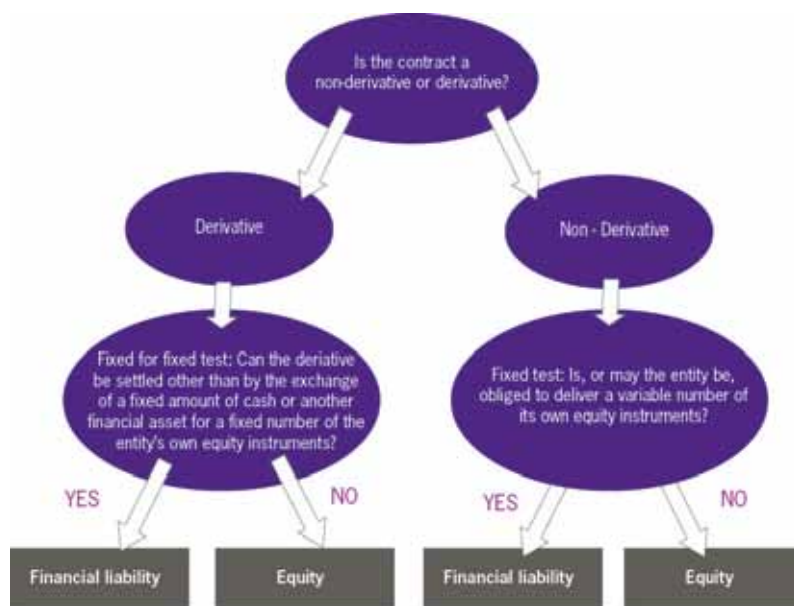 Is the contract a
non-derivative or derivative?
Derivative
Non - Derivative
Fixed for fixed test: Can the deriative
be settled other than by the exchange
of a fixed amount of cash or another
financial asset for a fixed number of the
entity's own equity instruments?
Fixed test: Is, or may the entity be,
obliged to deliver a variable number of
its own equity instruments?
YES
NO
YES
NO
Financial liability
Equity
Financial liability
Equity